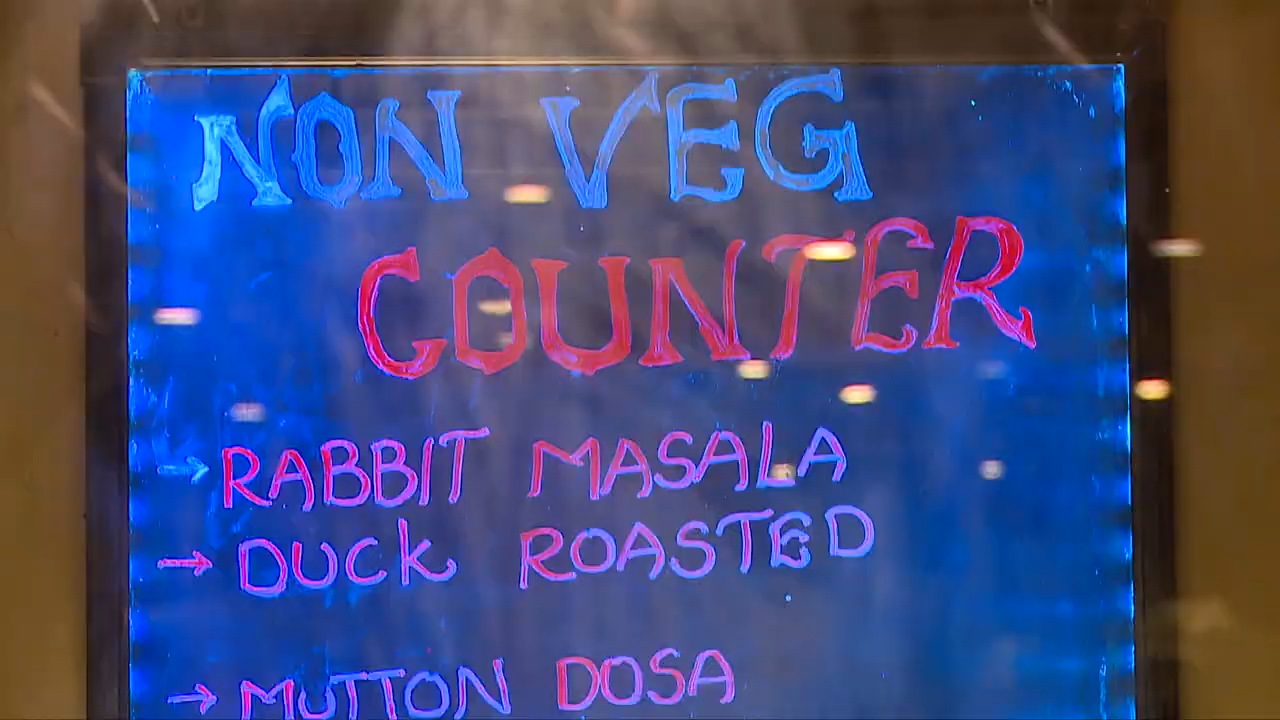 NON VEG
COUNTER
→ RABBIT MASALA
→ DUCK ROASTED
→ MUTTON DOSA